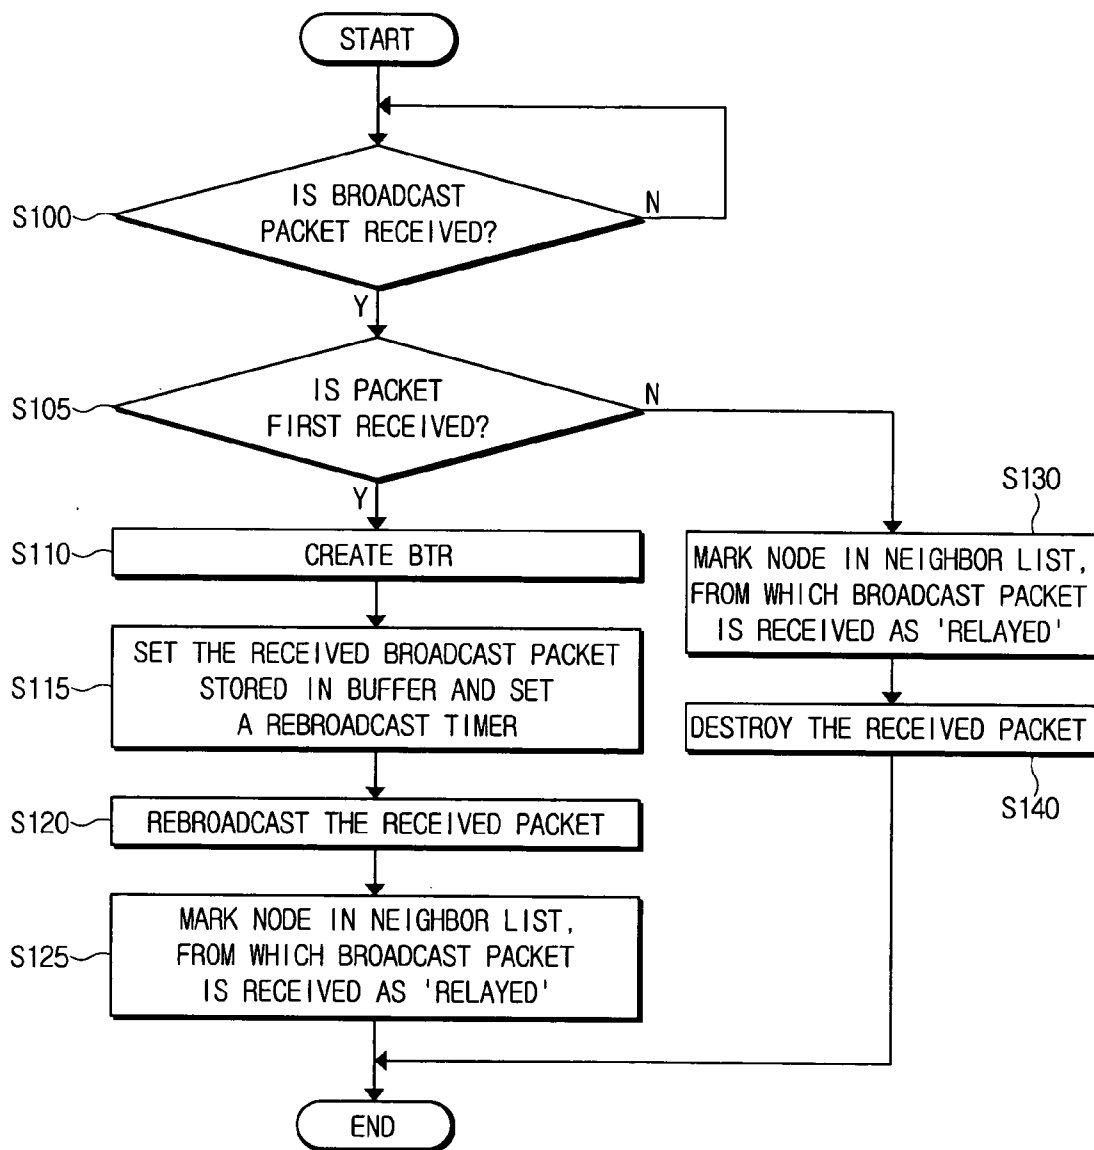 START
IS BROADCAST
PACKET RECEIVED?
S100
N
Y
IS PACKET
FIRST RECEIVED?
S105
N
Y
S110
CREATE BTR
S115
SET THE RECEIVED BROADCAST PACKET
STORED IN BUFFER AND SET
A REBROADCAST TIMER
S120
REBROADCAST THE RECEIVED PACKET
S125
MARK NODE IN NEIGHBOR LIST,
FROM WHICH BROADCAST PACKET
IS RECEIVED AS 'RELAYED'
S130
MARK NODE IN NEIGHBOR LIST,
FROM WHICH BROADCAST PACKET
IS RECEIVED AS 'RELAYED'
DESTROY THE RECEIVED PACKET
S140
END